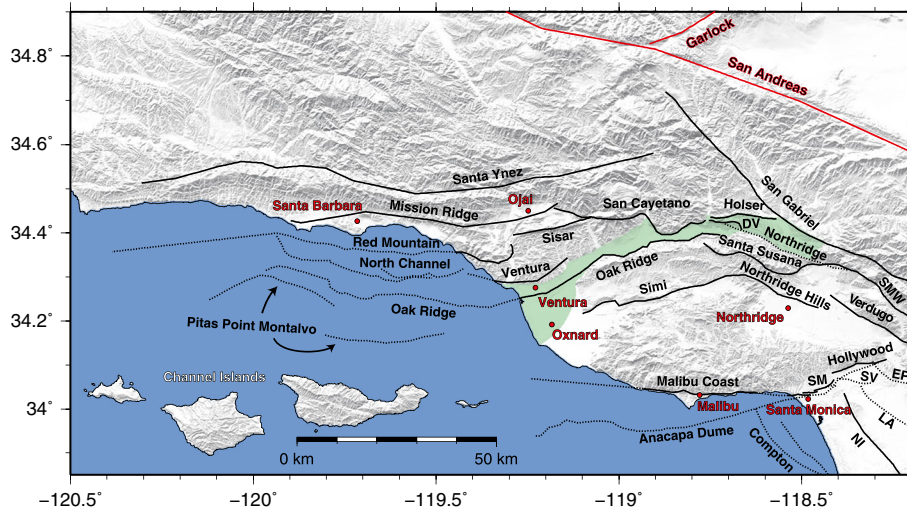 34.8˚
34.6˚
34.4˚
34.2˚
34˚
Garlock
San Andreas
Santa Ynez
San Gabriel
Santa Barbara
Mission Ridge
Ojai
San Cayetano
Holser
DV
Northridge
Red Mountain
Sisar
Santa Susana
North Channel
Ventura
Oak Ridge
SMW
Simi
Northridge Hills
Verdugo
Ventura
Oak Ridge
Pitas Point Montalvo
Northridge
Oxnard
Hollywood
Channel Islands
Malibu Coast
SM
SV
EP
Malibu
Santa Monica
LA
Anacapa Dume
Compton
NI
0 km
50 km
−120.5˚
−120˚
−119.5˚
−119˚
−118.5˚